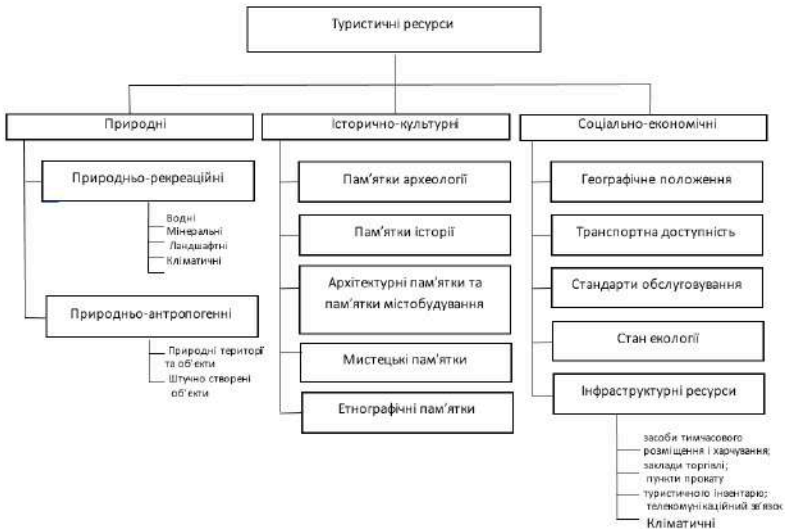 Туристичні ресурси
Природні
Історично-культурні
Соціально-економічні
Природньо-рекреаційні
Водні
Мінеральні
Ландшафтні
Кліматичні
Природньо-антропогенні
Природні території
та об'єкти
Штучно створені
об'єкти
Пам'ятки археології
Пам'ятки історії
Архітектурні пам'ятки та
пам'ятки містобудування
Мистецькі пам'ятки
Етнографічні пам'ятки
Географічне положення
Транспортна доступність
Стандарти обслуговування
Стан екології
Інфраструктурні ресурси
засоби тимчасового
розміщення і харчування;
заклади торгівлі;
пункти прокату
туристичного інвентарю;
телекомунікаційний зв'язок
Кліматичні